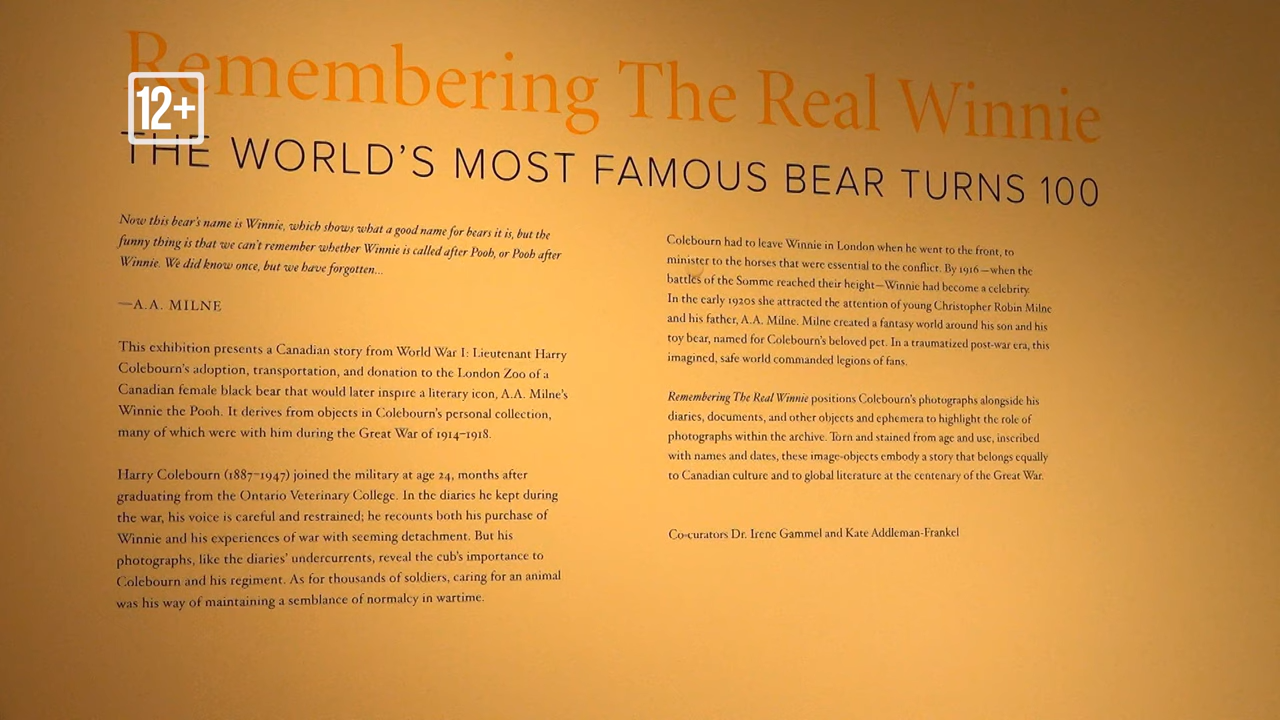 Remembering The Real Winnie
12+
THE WORLD'S MOST FAMOUS BEAR TURNS 100
Now this bear's name is Winnie, which shows what a good name for bears it is, but the
funny thing is that we can't remember whether Winnie is called after Pooh, or Pooh after
Winnie. We did know once, but we have forgotten...
—A.A. MILNE
This exhibition presents a Canadian story from World War I: Lieutenant Harry
Colebourn's adoption, transportation, and donation to the London Zoo of a
Canadian female black bear that would later inspire a literary icon, A.A. Milne's
Winnie the Pooh. It derives from objects in Colebourn's personal collection,
many of which were with him during the Great War of 1914–1918.
Harry Colebourn (1887–1947) joined the military at age 24, months after
graduating from the Ontario Veterinary College. In the diaries he kept during
the war, his voice is careful and restrained; he recounts both his purchase of
Winnie and his experiences of war with seeming detachment. But his
photographs, like the diaries' undercurrents, reveal the cub's importance to
Colebourn and his regiment. As for thousands of soldiers, caring for an animal
was his way of maintaining a semblance of normalcy in wartime.
Colebourn had to leave Winnie in London when he went to the front, to
minister to the horses that were essential to the conflict. By 1916—when the
battles of the Somme reached their height—Winnie had become a celebrity.
In the early 1920s she attracted the attention of young Christopher Robin Milne
and his father, A.A. Milne. Milne created a fantasy world around his son and his
toy bear, named for Colebourn's beloved pet. In a traumatized post-war era, this
imagined, safe world commanded legions of fans.
Remembering The Real Winnie positions Colebourn's photographs alongside his
diaries, documents, and other objects and ephemera to highlight the role of
photographs within the archive. Torn and stained from age and use, inscribed
with names and dates, these image-objects embody a story that belongs equally
to Canadian culture and to global literature at the centenary of the Great War.
Co-curators Dr. Irene Gammel and Kate Addleman-Frankel